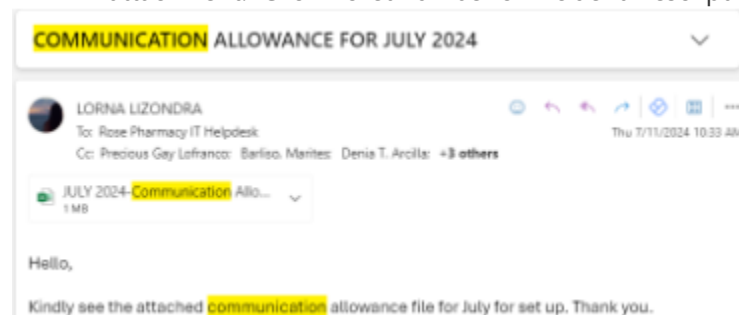 COMMUNICATION ALLOWANCE FOR JULY 2024
LORNA LIZONDRA
To: Rose Pharmacy IT Helpdesk
Thu 7/11/2024 10:33 AM
Cc: Precious Gay Lofranco; Barliso, Marites; Denia T. Arcilla; +3 others
JULY 2024-Communication Allo...
1 MB
Hello,
Kindly see the attached communication allowance file for July for set up. Thank you.